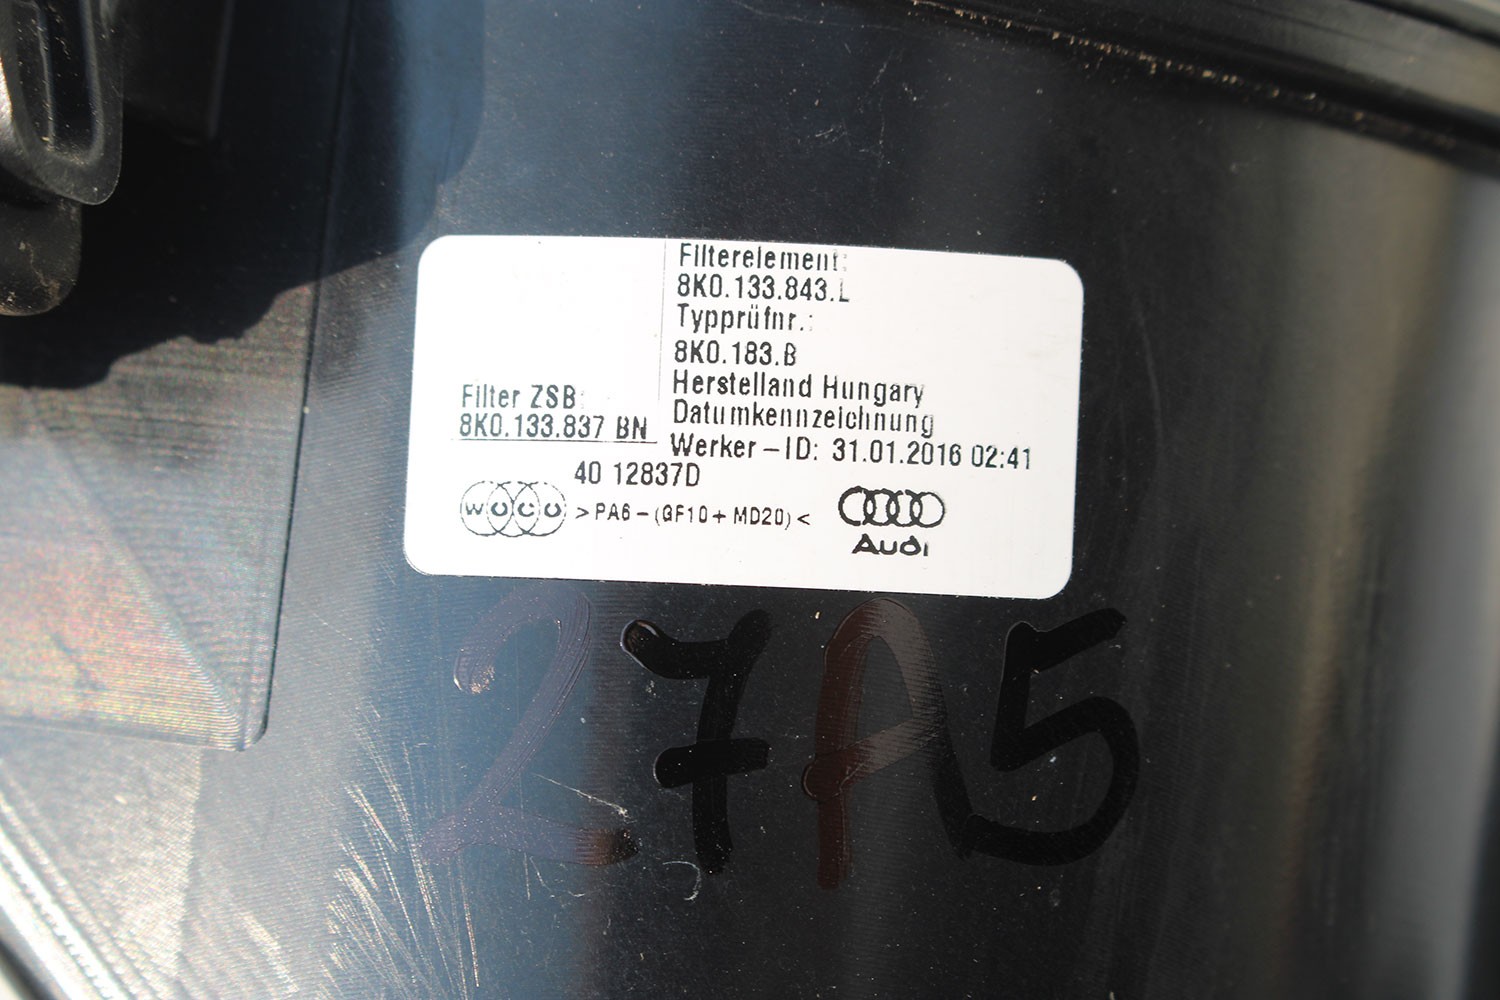 Filterelement:
8K0.133.843.L
Typprüfnr.:
8K0.183.B
Herstelland Hungary
Datumkennzeichnung
Werker-ID: 31.01.2016 02:41
Filter ZSB:
8K0.133.837 BN
40 12837D
WOCO >PA6-(GF10+MD20)<
Audi
27A5